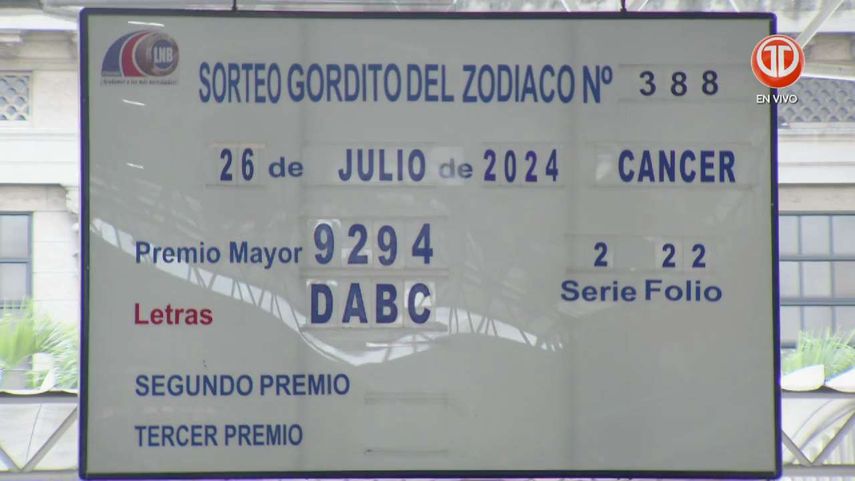 LNB
SORTEO GORDITO DEL ZODIACO Nº 388
EN VIVO
26 de JULIO de 2024 CANCER
Premio Mayor 9294 2 22
Letras DABC Serie Folio
SEGUNDO PREMIO
TERCER PREMIO